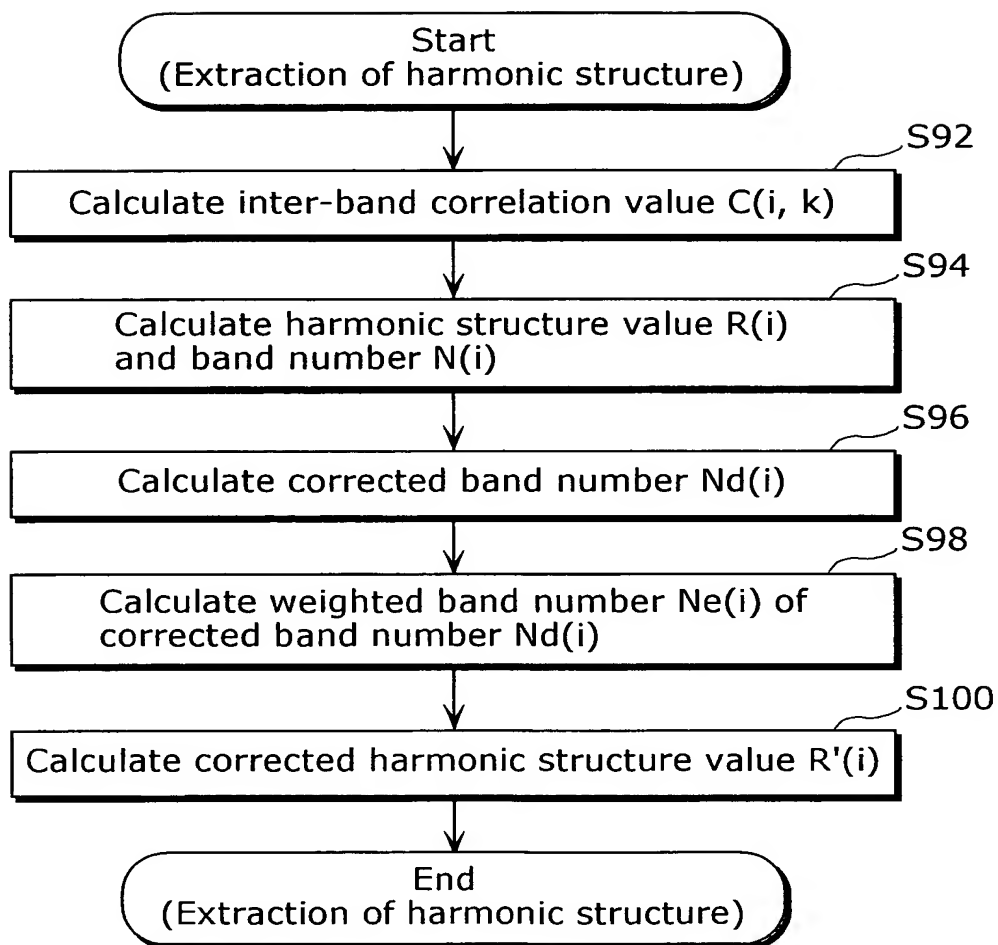 Start
(Extraction of harmonic structure)
S92
Calculate inter-band correlation value C(i, k)
S94
Calculate harmonic structure value R(i)
and band number N(i)
S96
Calculate corrected band number Nd(i)
S98
Calculate weighted band number Ne(i) of
corrected band number Nd(i)
S100
Calculate corrected harmonic structure value R'(i)
End
(Extraction of harmonic structure)